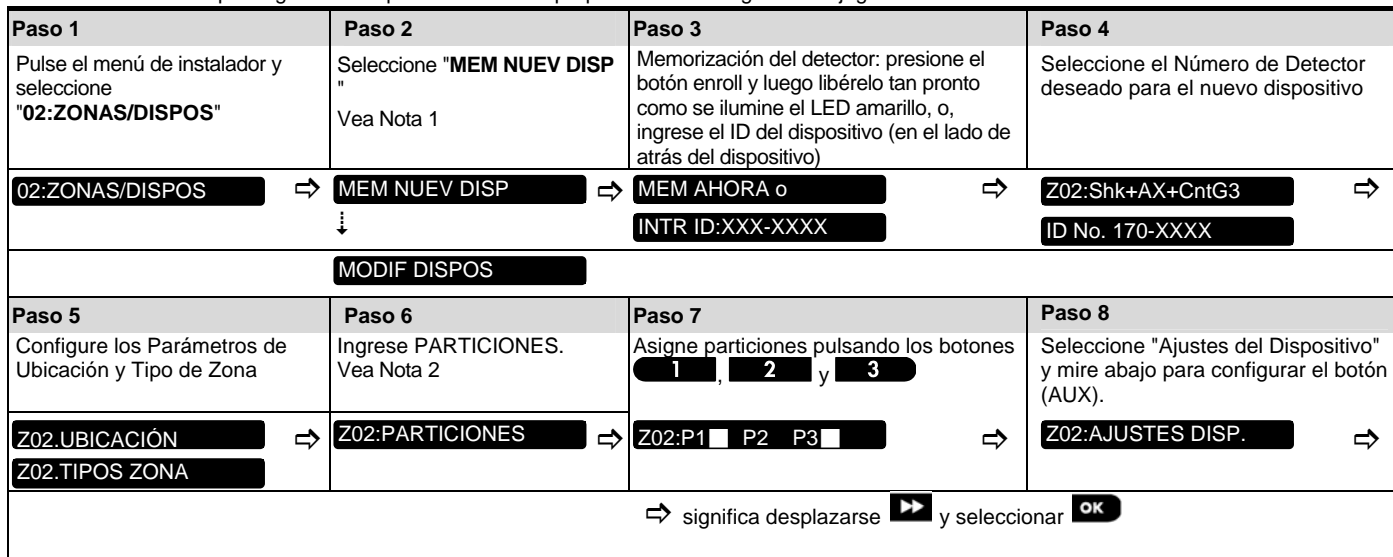 Paso 1
Paso 2
Paso 3
Paso 4
Pulse el menú de instalador y
seleccione
"02:ZONAS/DISPOS"
Seleccione "MEM NUEV DISP
"
Vea Nota 1
Memorización del detector: presione el
botón enroll y luego libérelo tan pronto
como se ilumine el LED amarillo, o,
ingrese el ID del dispositivo (en el lado de
atrás del dispositivo)
Seleccione el Número de Detector
deseado para el nuevo dispositivo
02:ZONAS/DISPOS
MEM NUEV DISP
MEM AHORA o
INTR ID:XXX-XXXX
Z02:Shk+AX+CntG3
ID No. 170-XXXX
MODIF DISPOS
Paso 5
Paso 6
Paso 7
Paso 8
Configure los Parámetros de
Ubicación y Tipo de Zona
Ingrese PARTICIONES.
Vea Nota 2
Asigne particiones pulsando los botones
1 , 2 y 3
Seleccione "Ajustes del Dispositivo"
y mire abajo para configurar el botón
(AUX).
Z02.UBICACIÓN
Z02.TIPOS ZONA
Z02:PARTICIONES
Z02:P1 P2 P3
Z02:AJUSTES DISP.
significa desplazarse y seleccionar OK